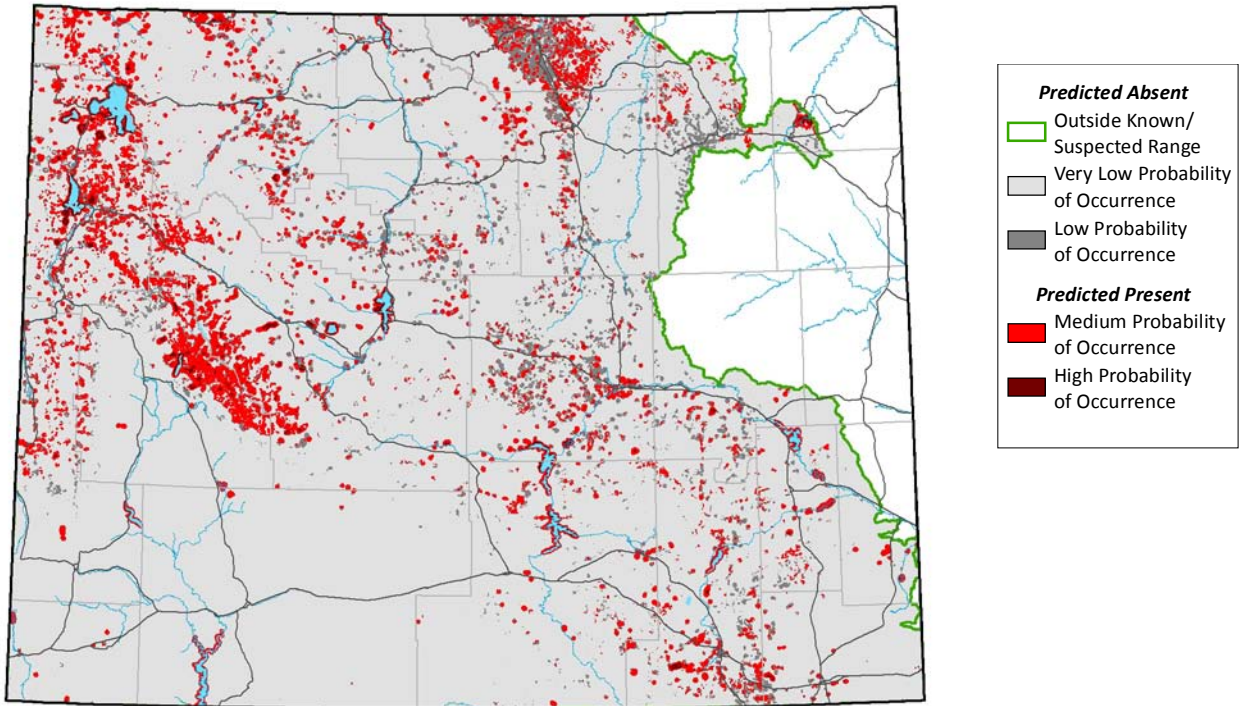 Predicted Absent
Outside Known/
Suspected Range
Very Low Probability
of Occurrence
Low Probability
of Occurrence
Predicted Present
Medium Probability
of Occurrence
High Probability
of Occurrence